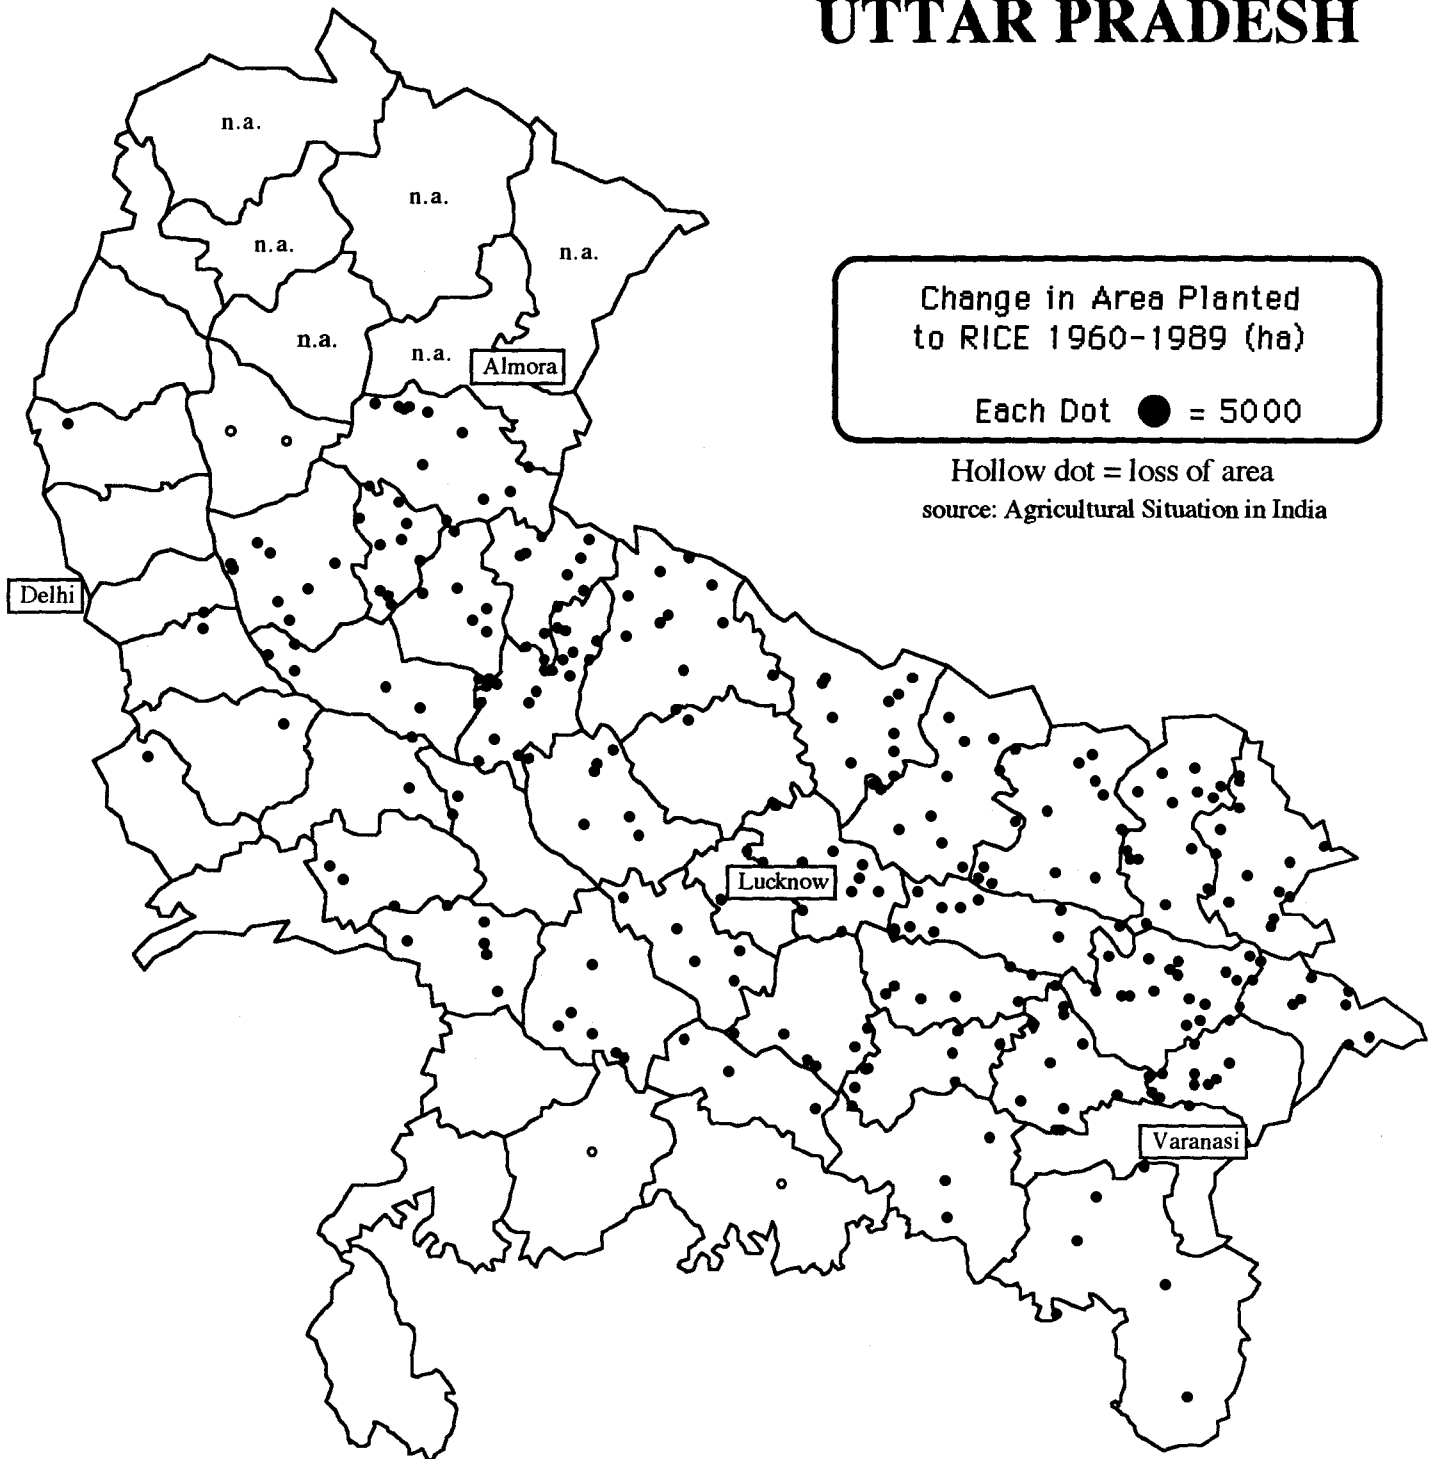 UTTAR PRADESH
n.a.
n.a.
n.a.
n.a.
n.a.
n.a.
Almora
Change in Area Planted
to RICE 1960-1989 (ha)
Each Dot = 5000
Hollow dot = loss of area
source: Agricultural Situation in India
Delhi
Lucknow
Varanasi